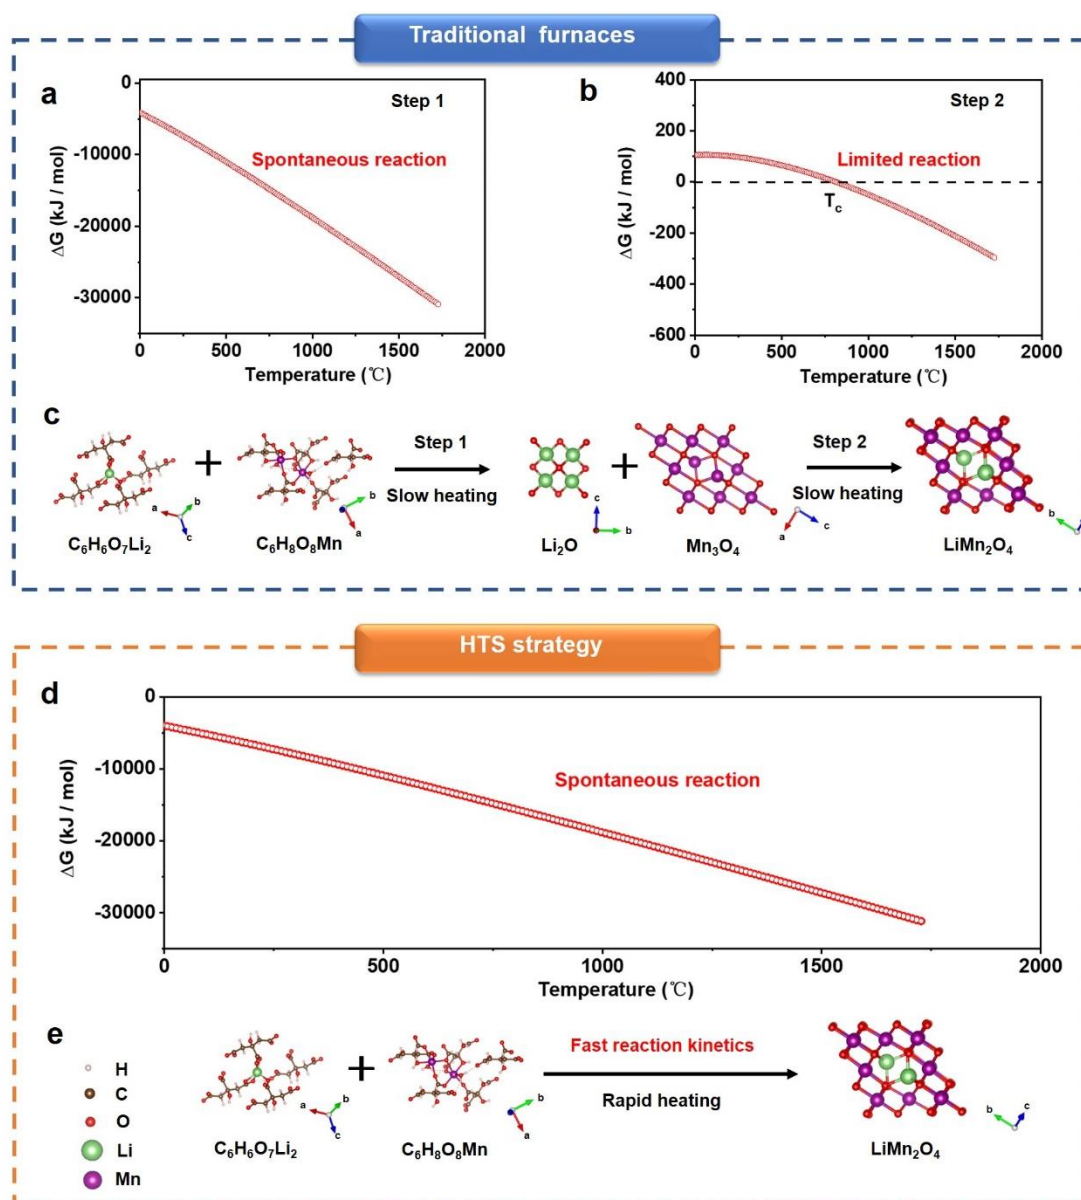 Traditional furnaces
a
Step 1
Spontaneous reaction
0
-10000
-20000
-30000
ΔG (kJ / mol)
0 500 1000 1500 2000
Temperature (℃)
b
Step 2
Limited reaction
T_c
400
200
0
-200
-400
-600
ΔG (kJ / mol)
0 500 1000 1500 2000
Temperature (℃)
c
+
Step 1
Slow heating
+
Step 2
Slow heating
a b c
b a
c b
a c
b
C₆H₆O₇Li₂
C₆H₈O₈Mn
Li₂O
Mn₃O₄
LiMn₂O₄
HTS strategy
d
0
-10000
-20000
-30000
ΔG (kJ / mol)
Spontaneous reaction
0 500 1000 1500 2000
Temperature (℃)
e
H
C
O
Li
Mn
+
Fast reaction kinetics
Rapid heating
a b c
b a
b c
C₆H₆O₇Li₂
C₆H₈O₈Mn
LiMn₂O₄